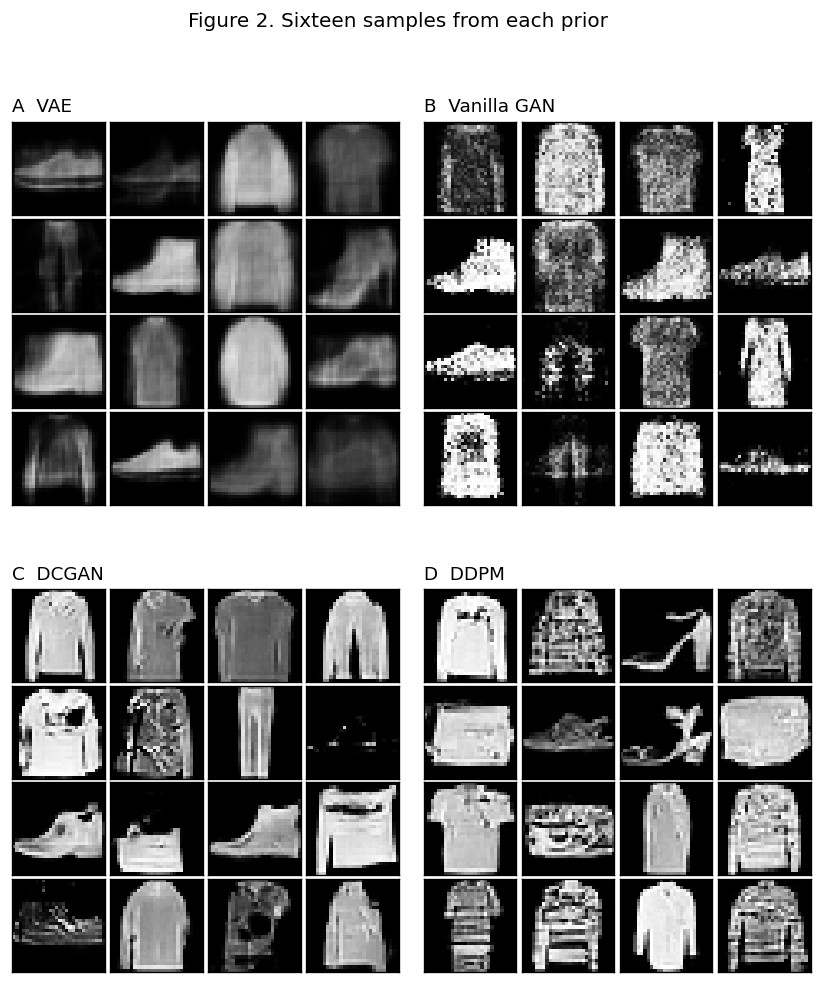 Figure 2. Sixteen samples from each prior
A VAE
B Vanilla GAN
C DCGAN
D DDPM